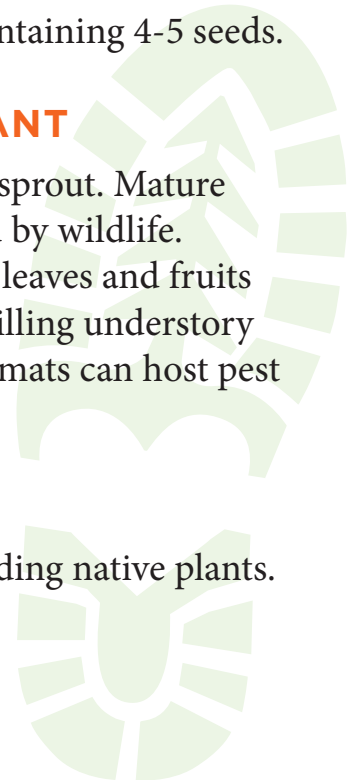 ntaining 4-5 seeds.
ANT
sprout. Mature
by wildlife.
leaves and fruits
illing understory
mats can host pest
ding native plants.